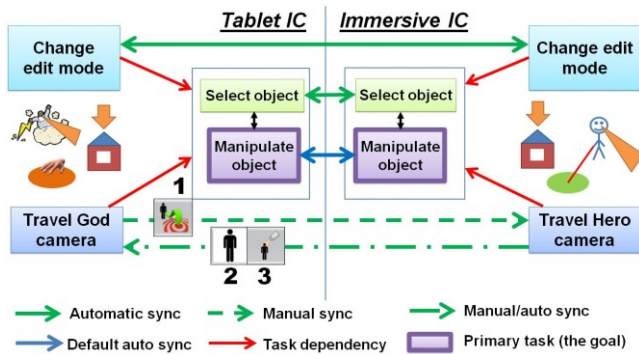 Tablet IC
Immersive IC
Change edit mode
Change edit mode
Select object
Select object
Manipulate object
Manipulate object
1
Travel God camera
Travel Hero camera
2 3
Automatic sync
Manual sync
Manual/auto sync
Default auto sync
Task dependency
Primary task (the goal)